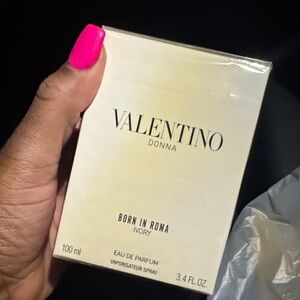 VALENTINO
DONNA
BORN IN ROMA
IVORY
EAU DE PARFUM
VAPORISATEUR SPRAY
100 ml
3.4 FL.OZ